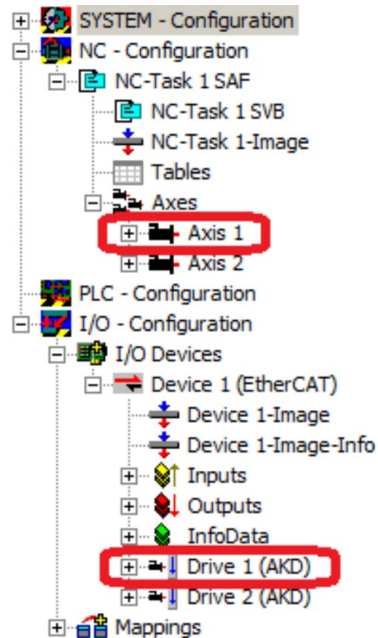 SYSTEM - Configuration
NC - Configuration
NC-Task 1 SAF
NC-Task 1 SVB
NC-Task 1-Image
Tables
Axes
Axis 1
Axis 2
PLC - Configuration
I/O - Configuration
I/O Devices
Device 1 (EtherCAT)
Device 1-Image
Device 1-Image-Info
Inputs
Outputs
InfoData
Drive 1 (AKD)
Drive 2 (AKD)
Mappings